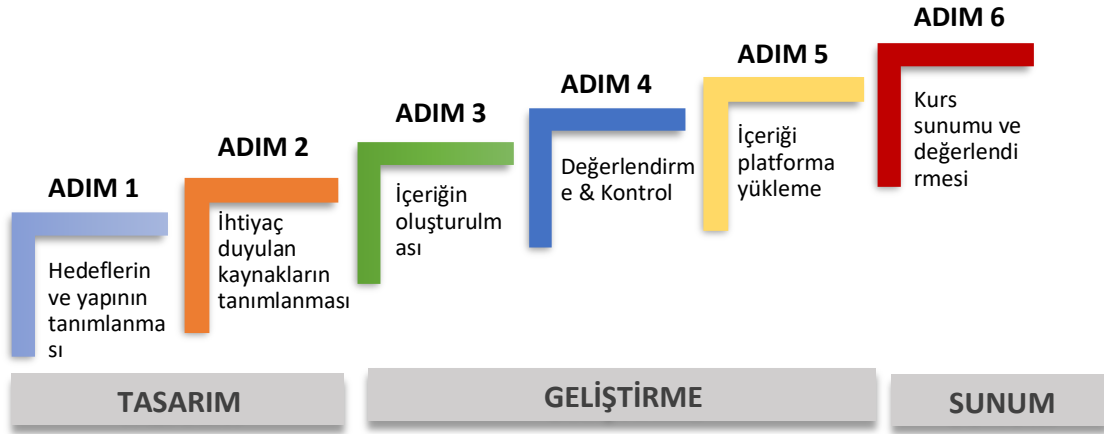 ADIM 1
Hedeflerin
ve yapının
tanımlanma
sı
ADIM 2
İhtiyaç
duyulan
kaynakların
tanımlanması
ADIM 3
İçeriğin
oluşturulm
ası
ADIM 4
Değerlendirm
e & Kontrol
ADIM 5
İçeriği
platforma
yükleme
ADIM 6
Kurs
sunumu ve
değerlendi
rmesi
TASARIM
GELİŞTİRME
SUNUM